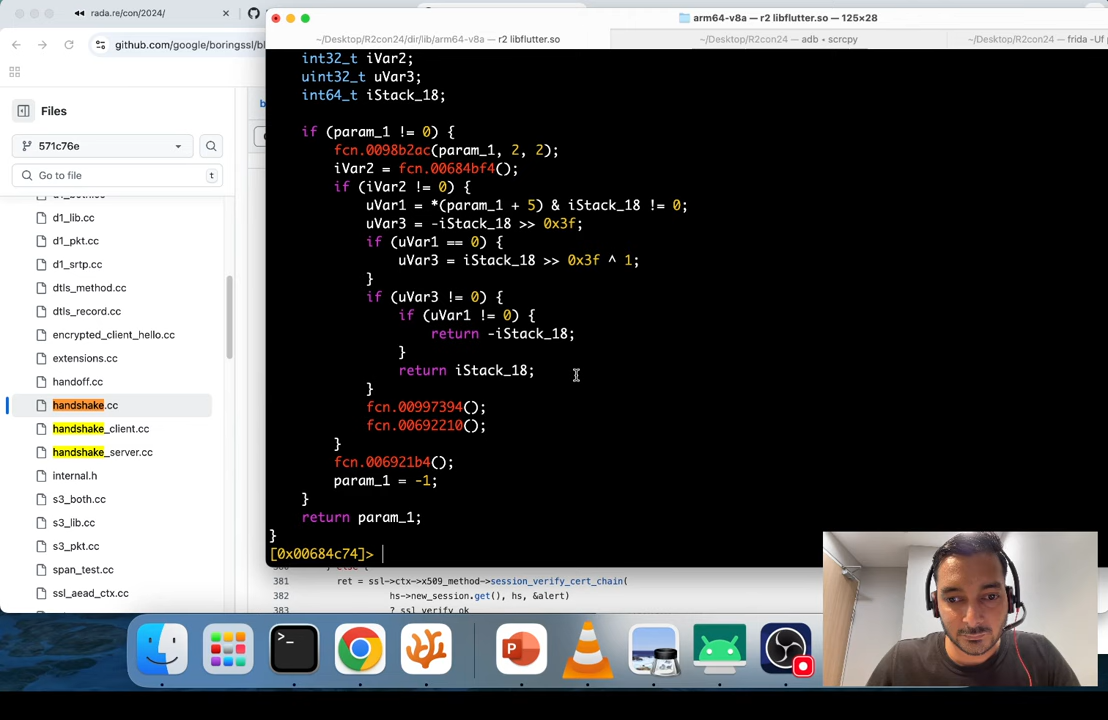 rada.re/con/2024/
github.com/google/boringssl/bl
Files
571c76e
Go to file
t
d1_lib.cc
d1_pkt.cc
d1_srtp.cc
dtls_method.cc
dtls_record.cc
encrypted_client_hello.cc
extensions.cc
handoff.cc
handshake.cc
handshake_client.cc
handshake_server.cc
internal.h
s3_both.cc
s3_lib.cc
s3_pkt.cc
span_test.cc
ssl_aead_ctx.cc
arm64-v8a — r2 libflutter.so — 125×28
~/Desktop/R2con24/dir/lib/arm64-v8a — r2 libflutter.so
~/Desktop/R2con24 — adb • scrcpy
~/Desktop/R2con24 — frida -Uf
int32_t iVar2;
uint32_t uVar3;
int64_t iStack_18;
if (param_1 != 0) {
fcn.0098b2ac(param_1, 2, 2);
iVar2 = fcn.00684bf4();
if (iVar2 != 0) {
uVar1 = *(param_1 + 5) & iStack_18 != 0;
uVar3 = -iStack_18 >> 0x3f;
if (uVar1 == 0) {
uVar3 = iStack_18 >> 0x3f ^ 1;
}
if (uVar3 != 0) {
if (uVar1 != 0) {
return -iStack_18;
}
return iStack_18;
}
fcn.00997394();
fcn.00692210();
}
fcn.006921b4();
param_1 = -1;
}
return param_1;
}
[0x00684c74]>
381 ret = ssl->ctx->x509_method->session_verify_cert_chain(
382 hs->new_session.get(), hs, &alert)
383 ? ssl_verify_ok